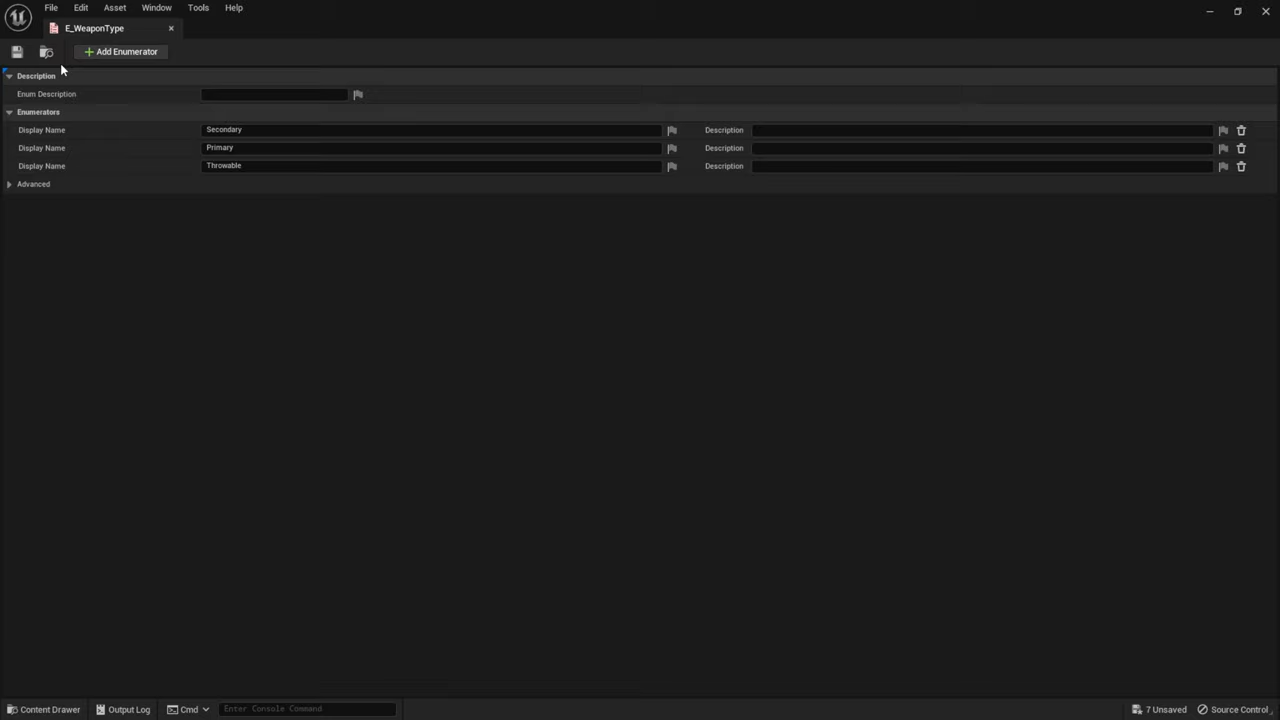 File Edit Asset Window Tools Help
E_WeaponType
Add Enumerator
Description
Enum Description
Enumerators
Display Name Secondary Description
Display Name Primary Description
Display Name Throwable Description
Advanced
Content Drawer Output Log Cmd Enter Console Command 7 Unsaved Source Control